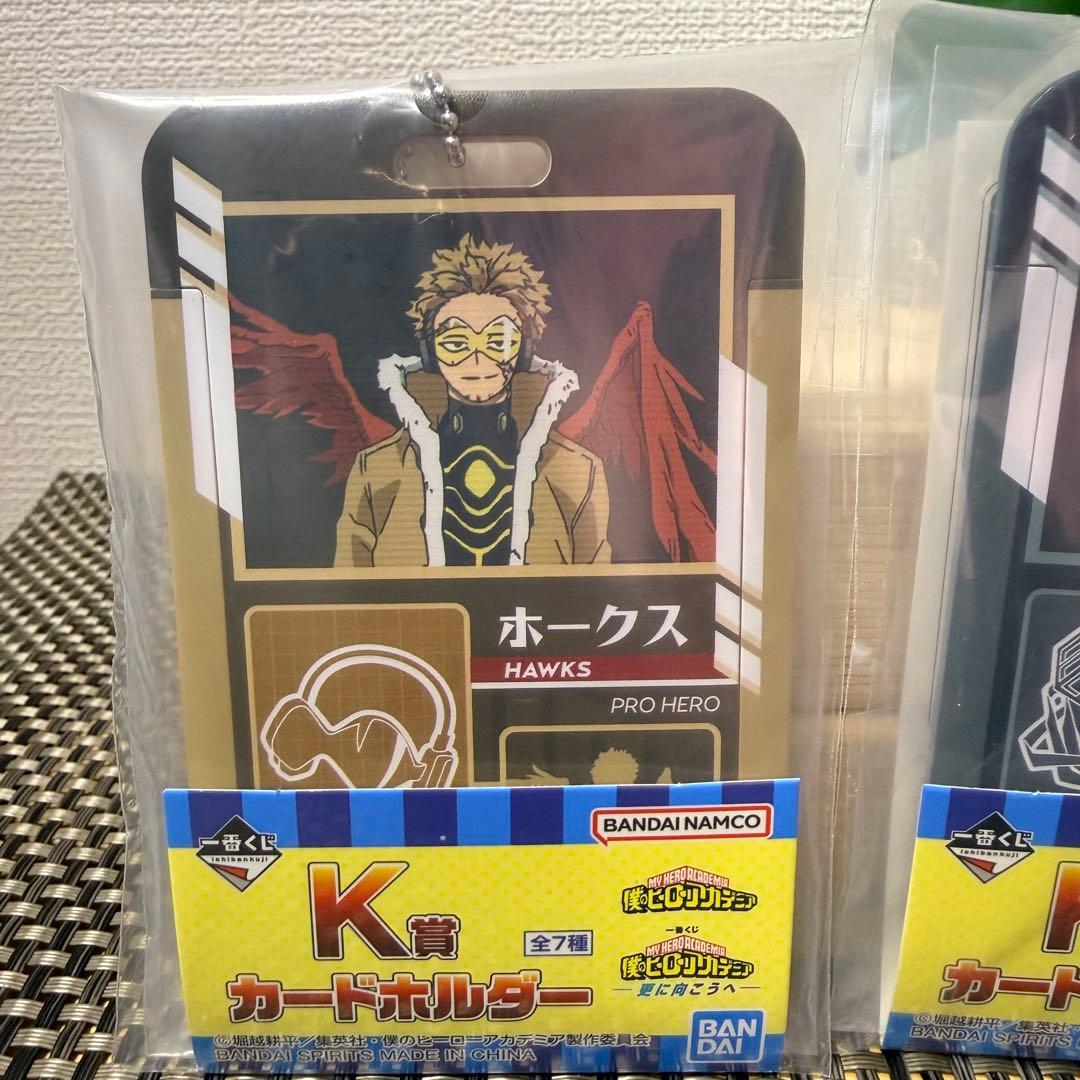 ホークス
HAWKS
PRO HERO
BANDAI NAMCO
一番くじ
ichibankuji
K賞
全7種
カードホルダー
MY HERO ACADEMIA
僕のヒーローアカデミア
一番くじ
MY HERO ACADEMIA
僕のヒーローアカデミア
―更に向こうへ―
©堀越耕平／集英社・僕のヒーローアカデミア製作委員会
BANDAI SPIRITS MADE IN CHINA
BAN
DAI
一番くじ
ichibankuji
カード
©堀越耕平／集英社・
BANDAI SPIRITS